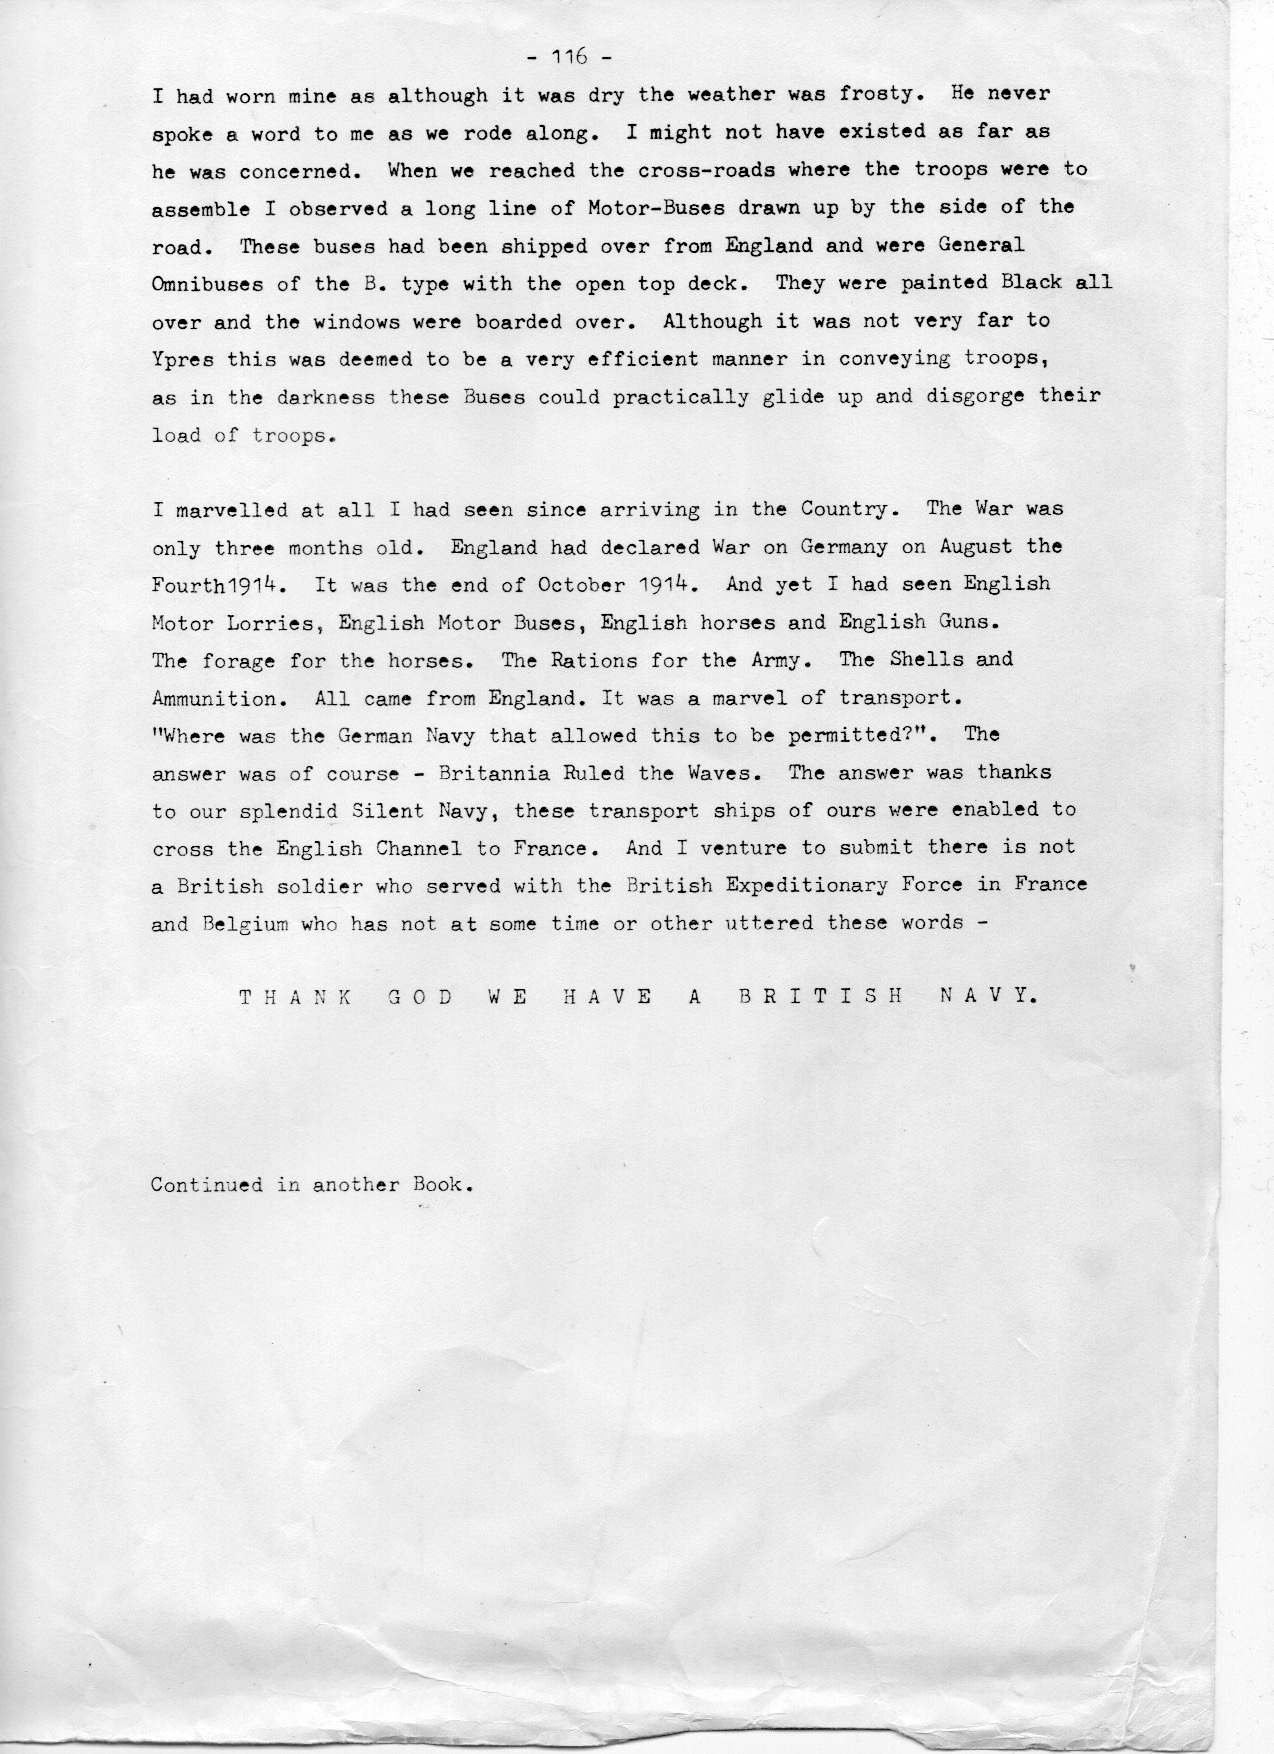 - 116 -
I had worn mine as although it was dry the weather was frosty.  He never
spoke a word to me as we rode along.  I might not have existed as far as
he was concerned.  When we reached the cross-roads where the troops were to
assemble I observed a long line of Motor-Buses drawn up by the side of the
road.  These buses had been shipped over from England and were General
Omnibuses of the B. type with the open top deck.  They were painted Black all
over and the windows were boarded over.  Although it was not very far to
Ypres this was deemed to be a very efficient manner in conveying troops,
as in the darkness these Buses could practically glide up and disgorge their
load of troops.

I marvelled at all I had seen since arriving in the Country.  The War was
only three months old.  England had declared War on Germany on August the
Fourth1914.  It was the end of October 1914.  And yet I had seen English
Motor Lorries, English Motor Buses, English horses and English Guns.
The forage for the horses.  The Rations for the Army.  The Shells and
Ammunition.  All came from England. It was a marvel of transport.
"Where was the German Navy that allowed this to be permitted?".  The
answer was of course - Britannia Ruled the Waves.  The answer was thanks
to our splendid Silent Navy, these transport ships of ours were enabled to
cross the English Channel to France.  And I venture to submit there is not
a British soldier who served with the British Expeditionary Force in France
and Belgium who has not at some time or other uttered these words -

T H A N K   G O D   W E   H A V E   A   B R I T I S H   N A V Y.

Continued in another Book.